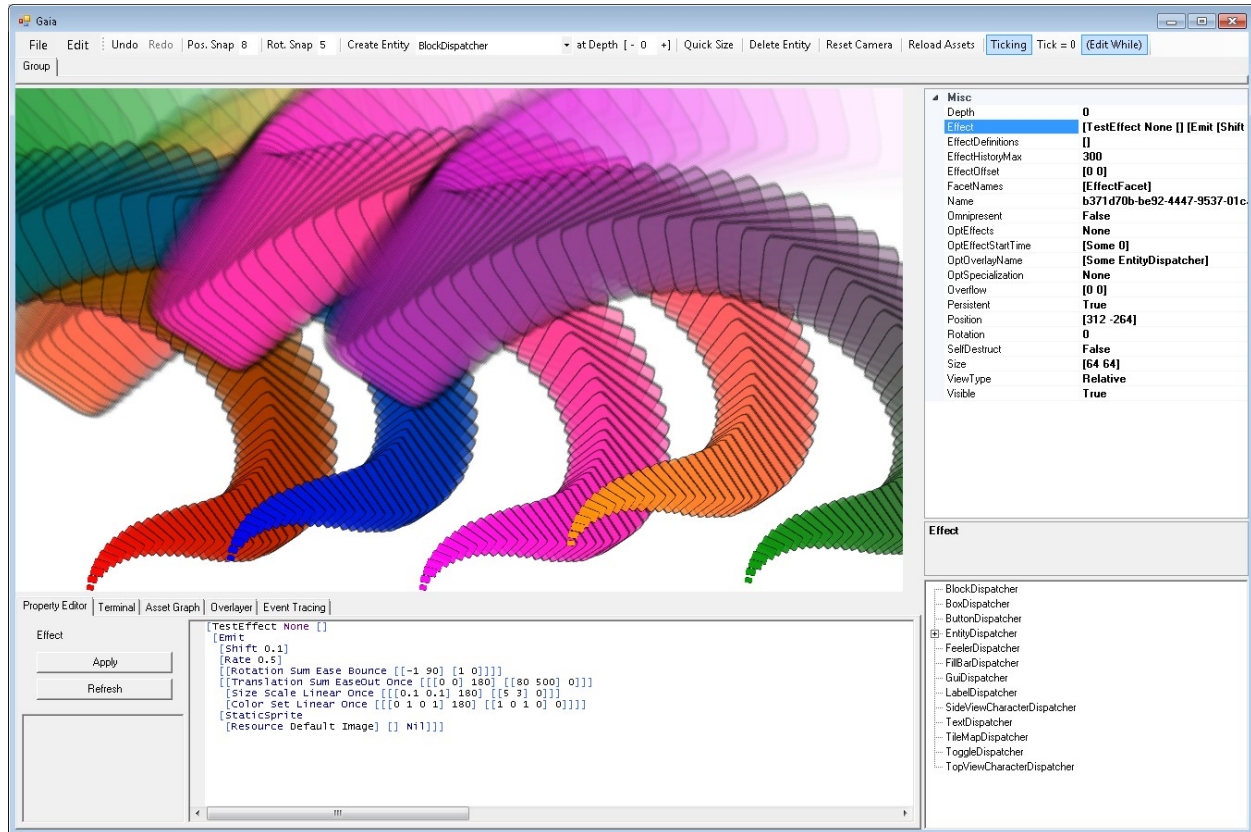 Gaia
File Edit Undo Redo Pos. Snap 8 Rot. Snap 5 Create Entity BlockDispatcher at Depth [ - 0 +] Quick Size Delete Entity Reset Camera Reload Assets Ticking Tick = 0 (Edit While)
Group
Misc
Depth 0
Effect [TestEffect None [] [Emit [Shift
EffectDefinitions []
EffectHistoryMax 300
EffectOffset [0 0]
FacetNames [EffectFacet]
Name b371d70b-be92-4447-9537-01c
Omnipresent False
OptEffects None
OptEffectStartTime [Some 0]
OptOverlayName [Some EntityDispatcher]
OptSpecialization None
Overflow [0 0]
Persistent True
Position [312 -264]
Rotation 0
SelfDestruct False
Size [64 64]
ViewType Relative
Visible True
Effect
Property Editor Terminal Asset Graph Overlayer Event Tracing
Effect
Apply
Refresh
[TestEffect None []
[Emit
[Shift 0.1]
[Rate 0.5]
[[Rotation Sum Ease Bounce [[-1 90] [1 0]]]]
[[Translation Sum EaseOut Once [[[0 0] 180] [[80 500] 0]]]
[Size Scale Linear Once [[[0.1 0.1] 180] [[5 3] 0]]]
[Color Set Linear Once [[[0 1 0 1] 180] [[1 0 1 0] 0]]]]
[StaticSprite
[Resource Default Image] [] Nil]]]
BlockDispatcher
BoxDispatcher
ButtonDispatcher
EntityDispatcher
FeelerDispatcher
FillBarDispatcher
GuiDispatcher
LabelDispatcher
SideViewCharacterDispatcher
TextDispatcher
TileMapDispatcher
ToggleDispatcher
TopViewCharacterDispatcher